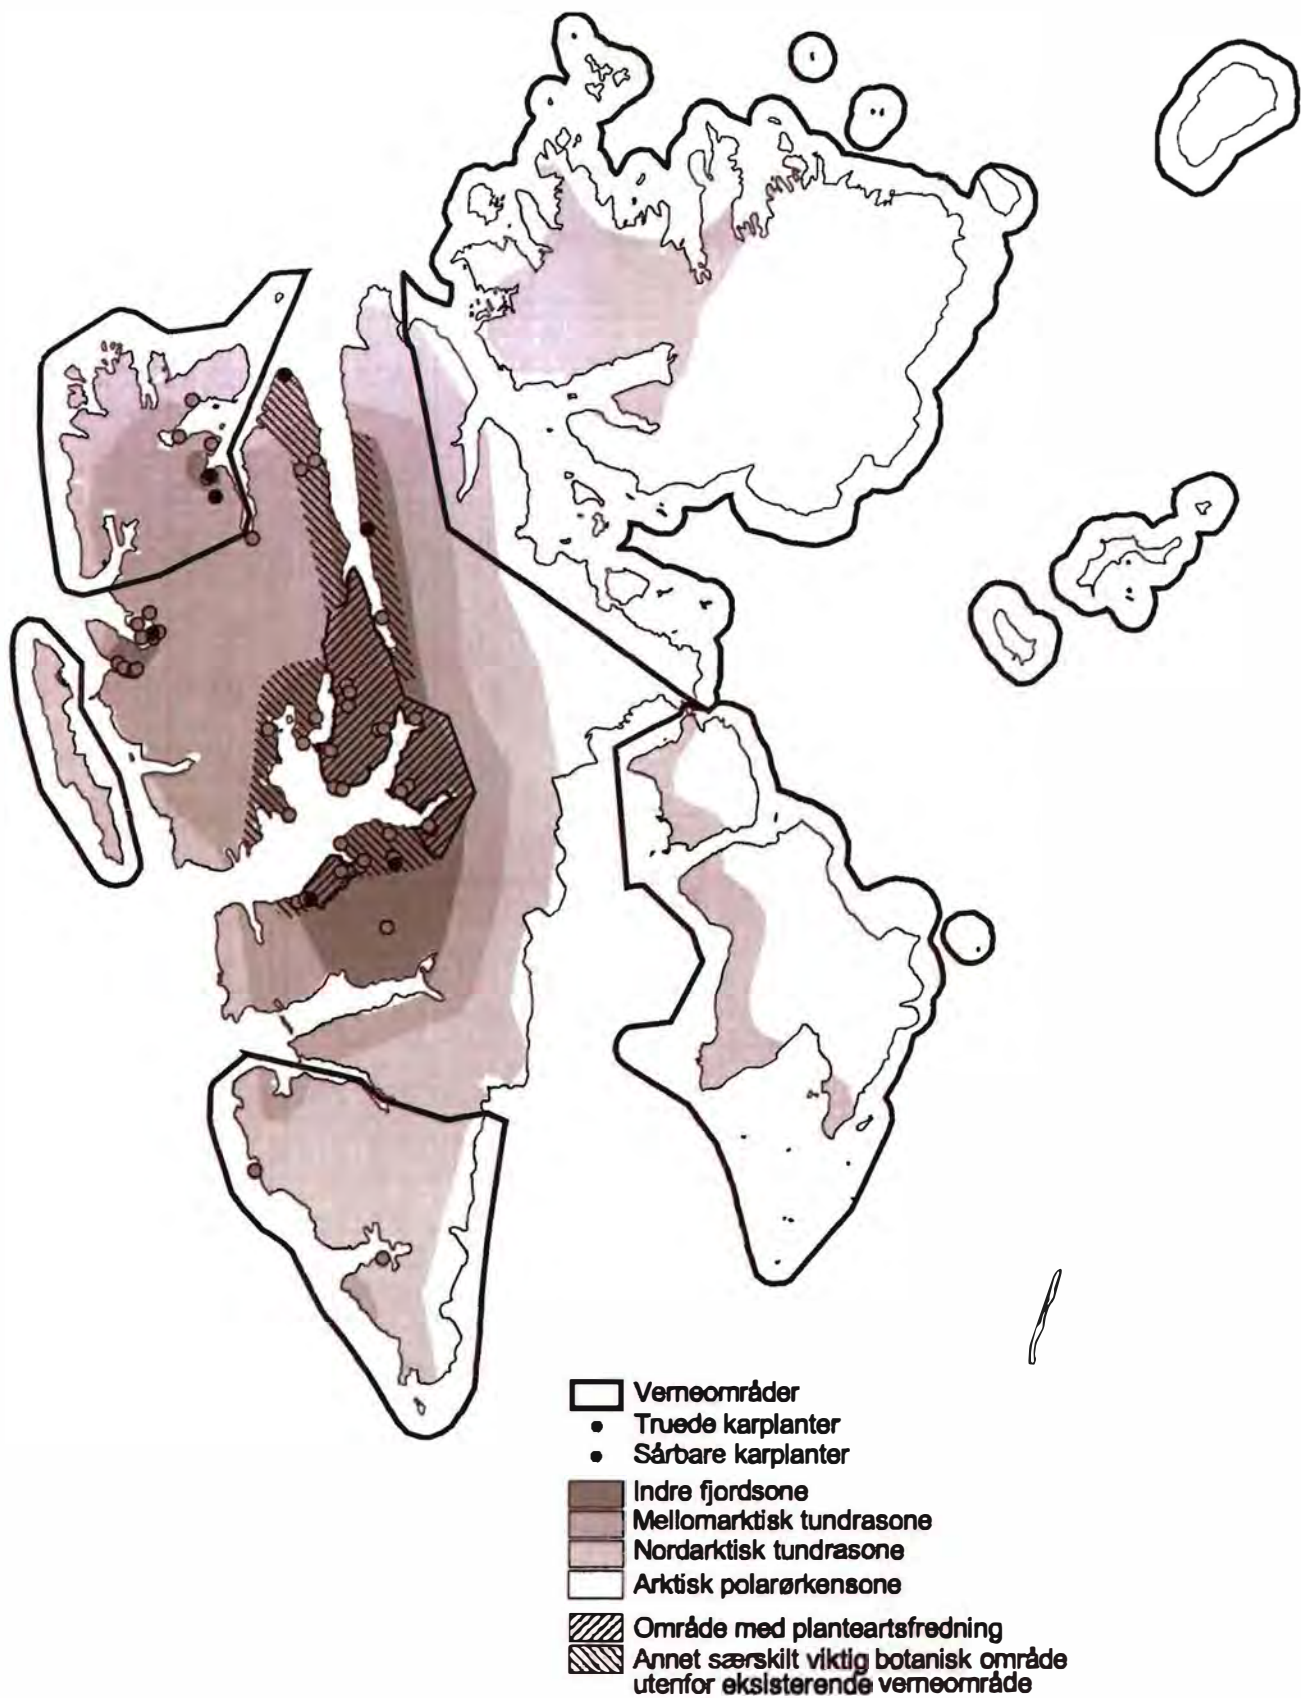 Verneområder
Truede karplanter
Sårbare karplanter
Indre fjordsone
Mellomarktisk tundrasone
Nordarktisk tundrasone
Arktisk polarørkensone
Område med planteartsfredning
Annet særskilt viktig botanisk område
utenfor eksisterende verneområde